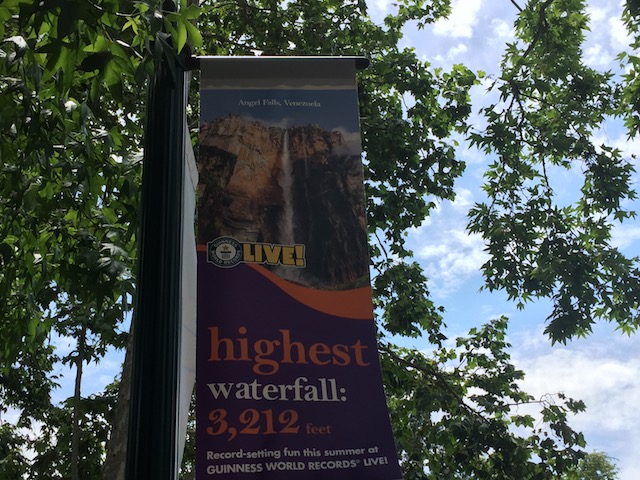 Angel Falls, Venezuela
LIVE!
highest
waterfall:
3,212 feet
Record-setting fun this summer at
GUINNESS WORLD RECORDS® LIVE!